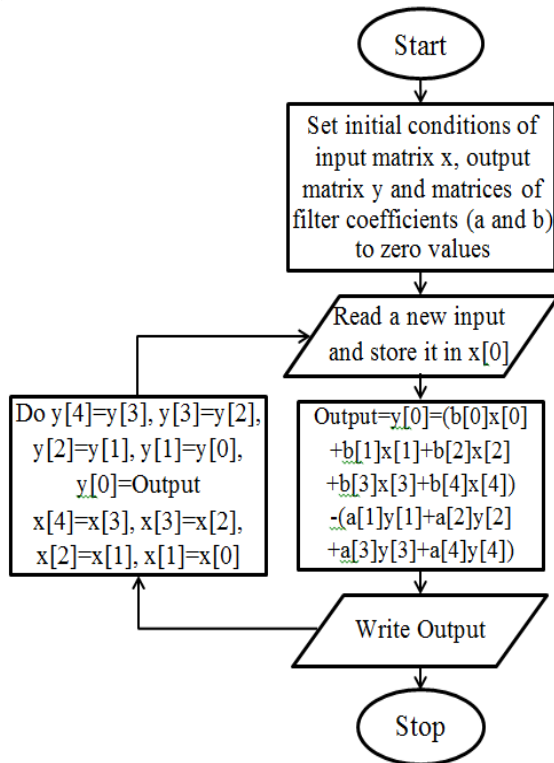 Start
Set initial conditions of
input matrix x, output
matrix y and matrices of
filter coefficients (a and b)
to zero values
Read a new input
and store it in x[0]
Output=y[0]=(b[0]x[0]
+b[1]x[1]+b[2]x[2]
+b[3]x[3]+b[4]x[4])
-(a[1]y[1]+a[2]y[2]
+a[3]y[3]+a[4]y[4])
Write Output
Do y[4]=y[3], y[3]=y[2],
y[2]=y[1], y[1]=y[0],
y[0]=Output
x[4]=x[3], x[3]=x[2],
x[2]=x[1], x[1]=x[0]
Stop